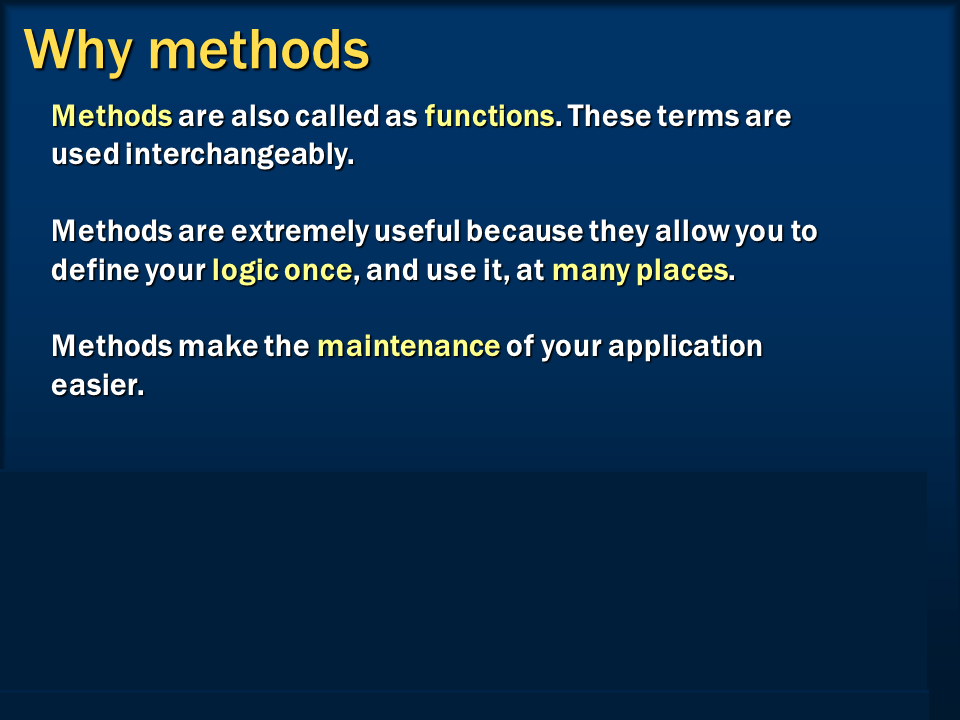 Why methods
Methods are also called as functions. These terms are
used interchangeably.
Methods are extremely useful because they allow you to
define your logic once, and use it, at many places.
Methods make the maintenance of your application
easier.